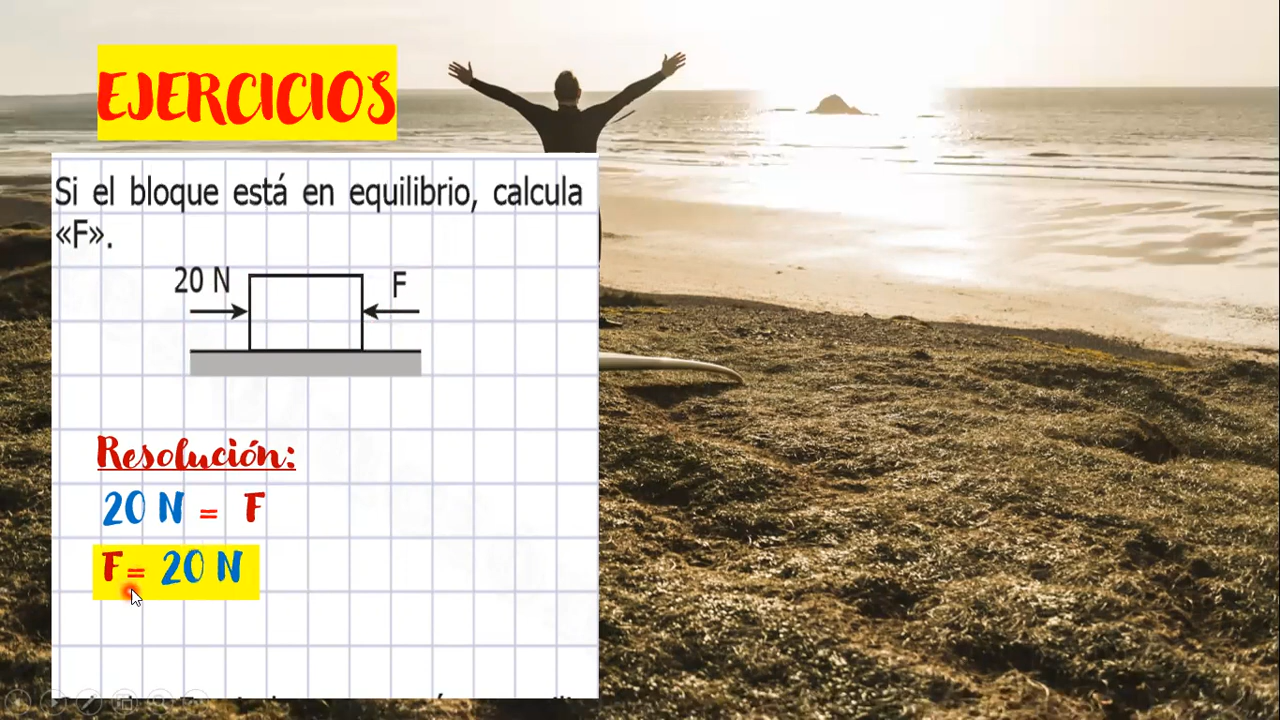 EJERCICIOS
Si el bloque está en equilibrio, calcula
«F».
20 N
F
Resolución:
20 N = F
F = 20 N